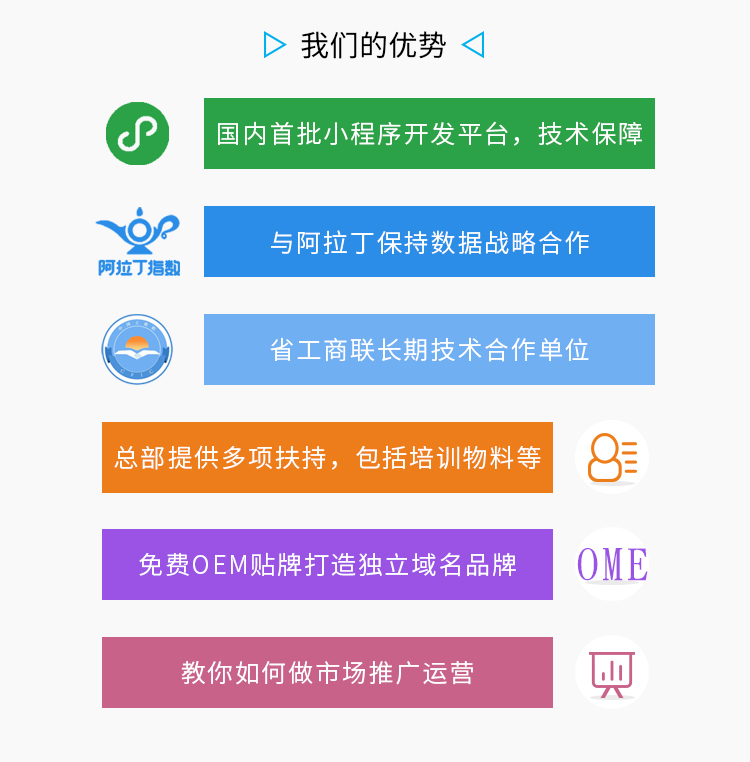 我们的优势
国内首批小程序开发平台，技术保障
阿拉丁指数
与阿拉丁保持数据战略合作
省工商联长期技术合作单位
总部提供多项扶持，包括培训物料等
免费OEM贴牌打造独立域名品牌
OME
教你如何做市场推广运营